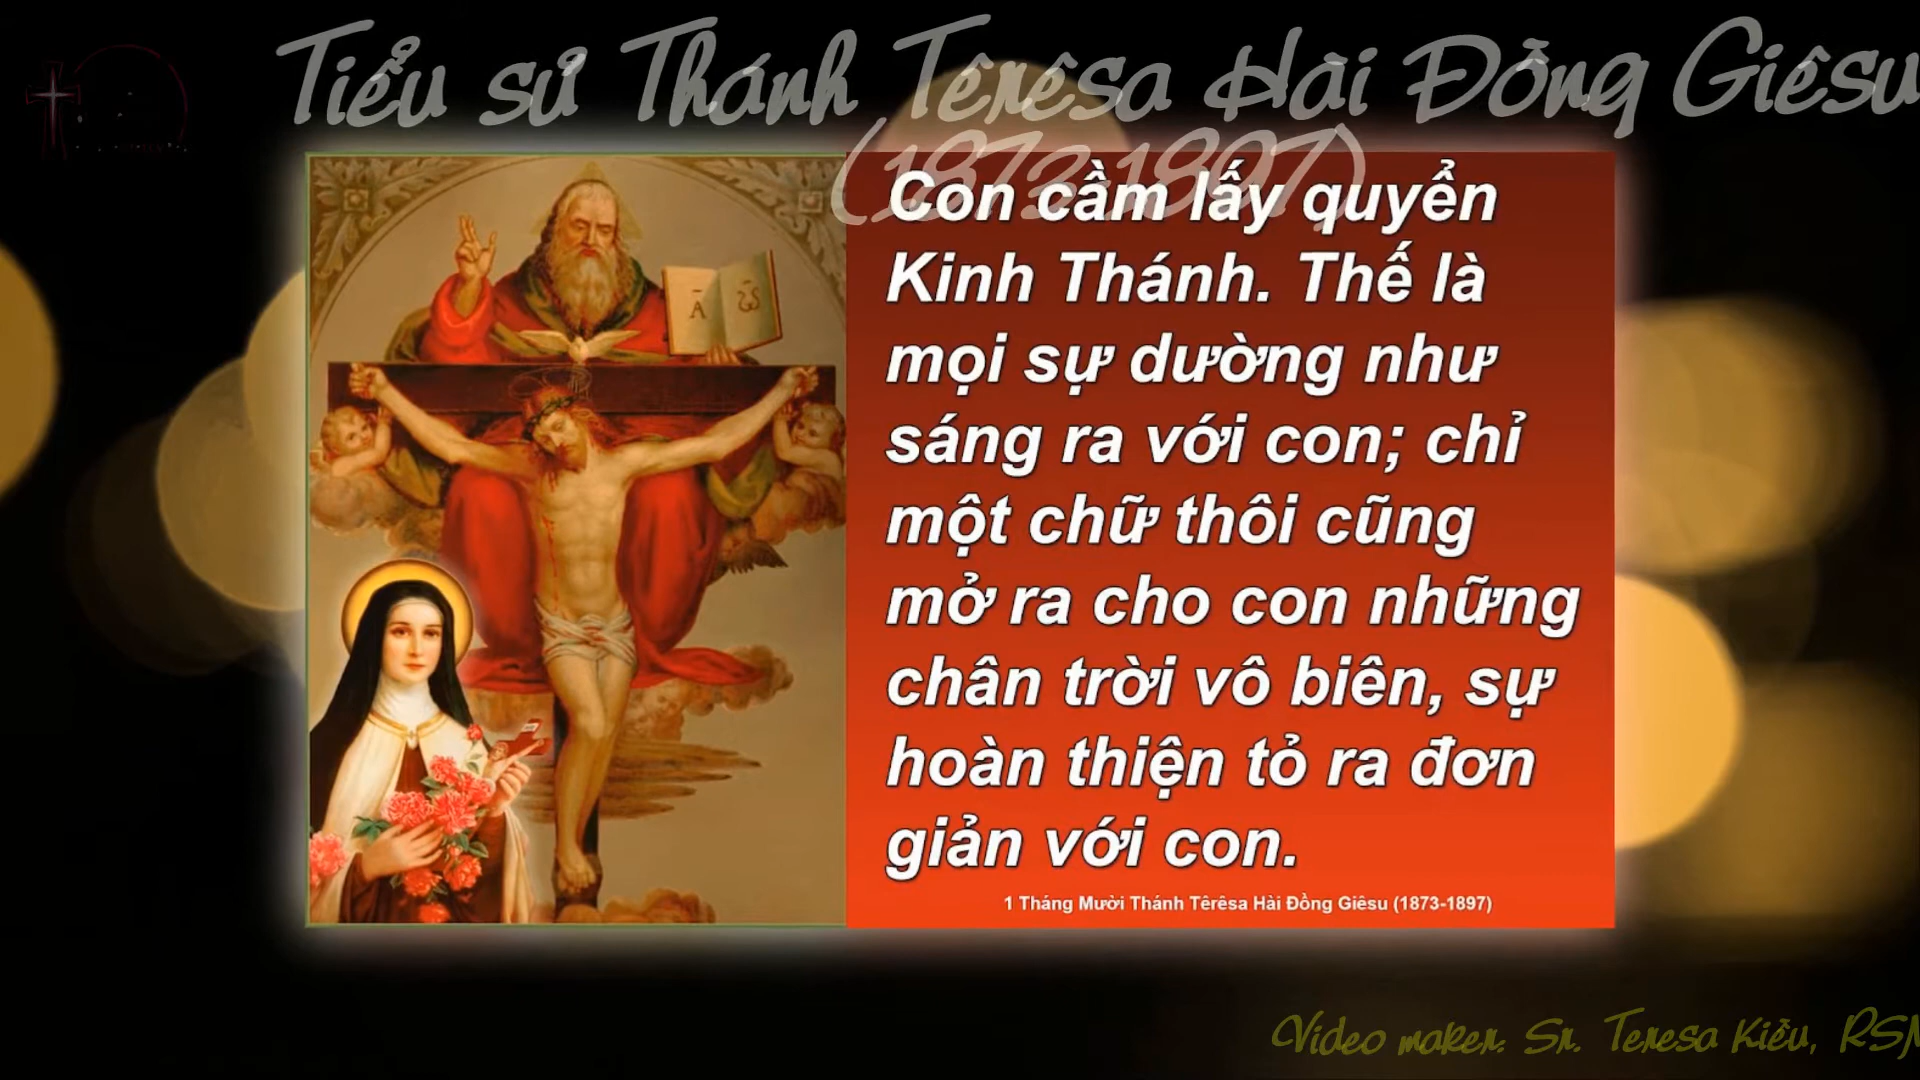 Tiểu sử Thánh Têrêsa Hài Đồng Giêsu
(1873-1897)
Con cầm lấy quyển
Kinh Thánh. Thế là
mọi sự dường như
sáng ra với con; chỉ
một chữ thôi cũng
mở ra cho con những
chân trời vô biên, sự
hoàn thiện tỏ ra đơn
giản với con.
1 Tháng Mười Thánh Têrêsa Hài Đồng Giêsu (1873-1897)
A ω
Video maker: Sr. Teresa Kiều, RSM